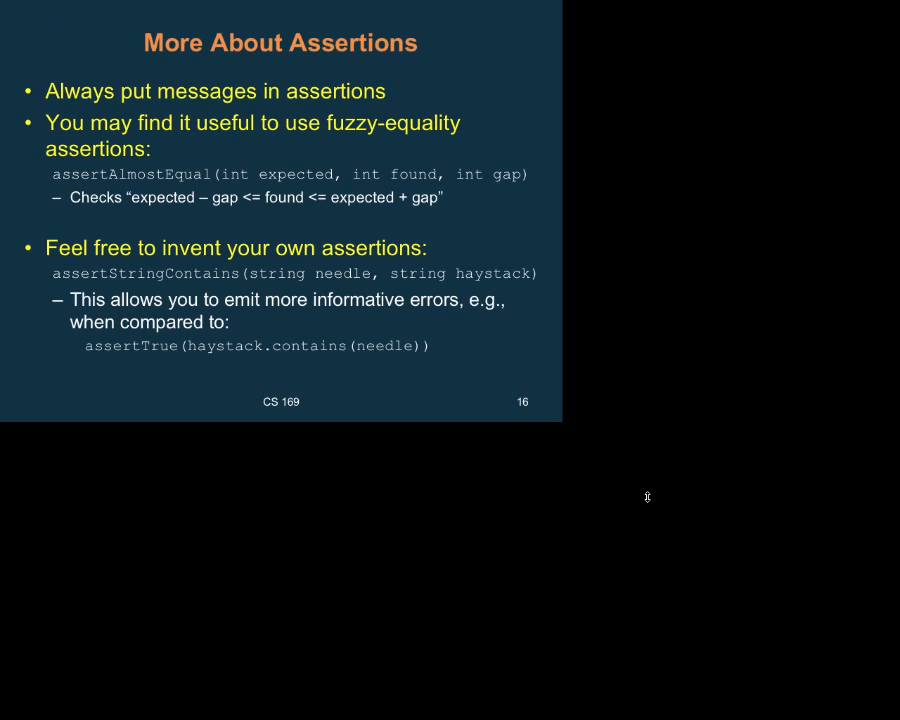 More About Assertions
• Always put messages in assertions
• You may find it useful to use fuzzy-equality
assertions:
assertAlmostEqual(int expected, int found, int gap)
– Checks “expected – gap <= found <= expected + gap”
• Feel free to invent your own assertions:
assertStringContains(string needle, string haystack)
– This allows you to emit more informative errors, e.g.,
when compared to:
assertTrue(haystack.contains(needle))
CS 169
16